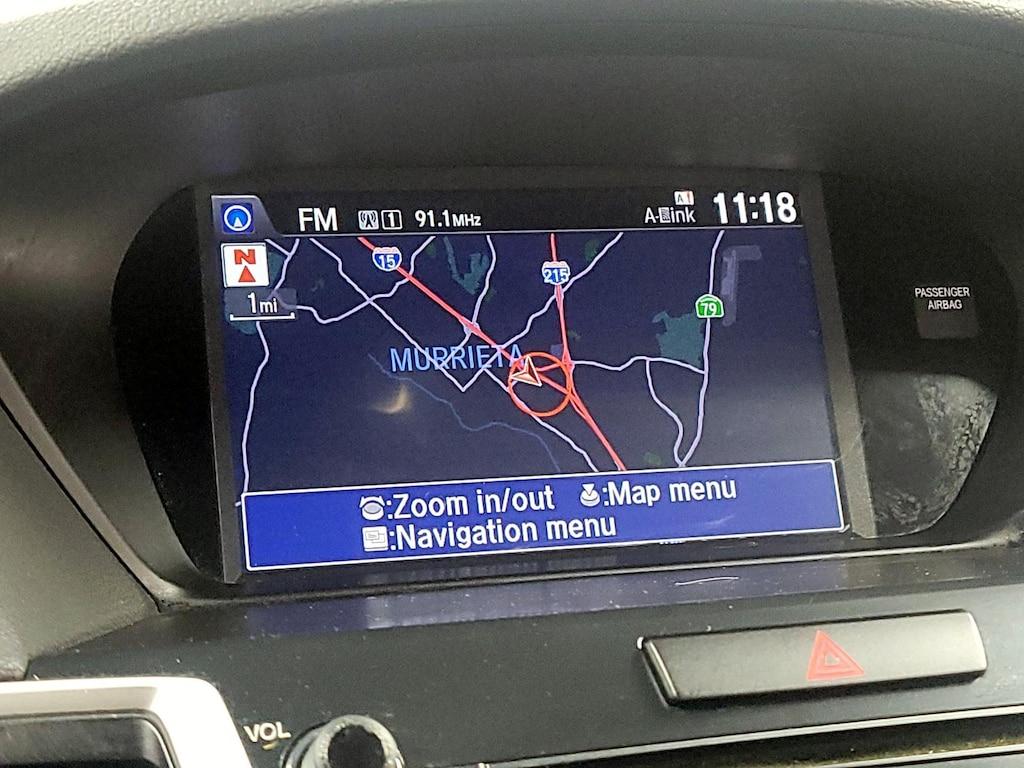 FM 1 91.1MHz A-Link 11:18
N
1mi
15
215
79
MURRIETA
:Zoom in/out :Map menu
:Navigation menu
PASSENGER
AIRBAG
VOL